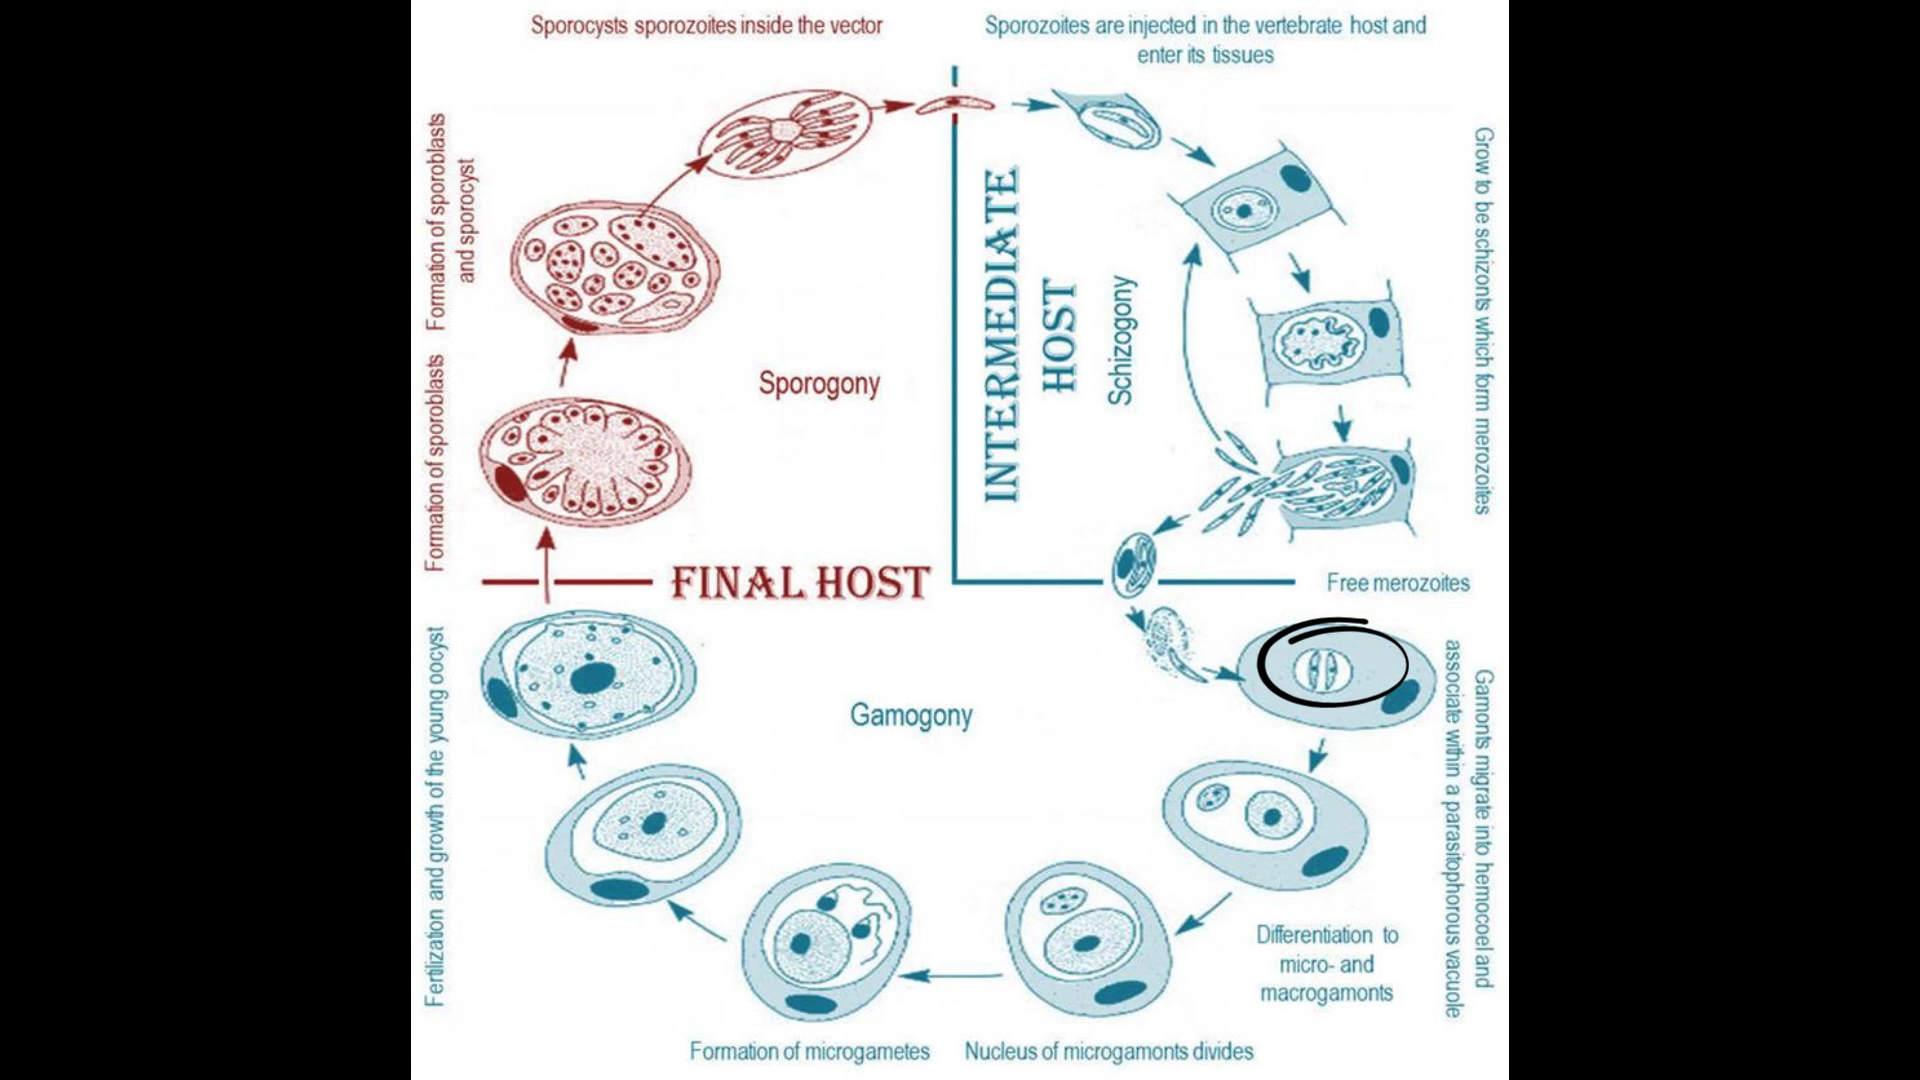 Sporocysts sporozoites inside the vector
Sporozoites are injected in the vertebrate host and
enter its tissues
Formation of sporoblasts
and sporocyst
INTERMEDIATE
HOST
Schizogony
Grow to be schizonts which form merozoites
Sporogony
Formation of sporoblasts
FINAL HOST
Free merozoites
Gamogony
Gamonts migrate into hemocoel and
associate within a parasitophorous vacuole
Fertilization and growth of the young oocyst
Differentiation to
micro- and
macrogamonts
Formation of microgametes
Nucleus of microgamonts divides